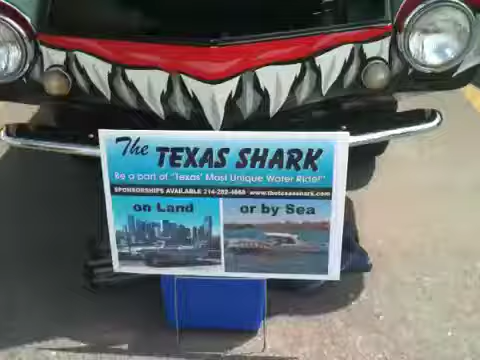 The TEXAS SHARK
Be a part of "Texas' Most Unique Water Ride!"
SPONSORSHIPS AVAILABLE 214-282-4868 www.thetexasshark.com
on Land
or by Sea